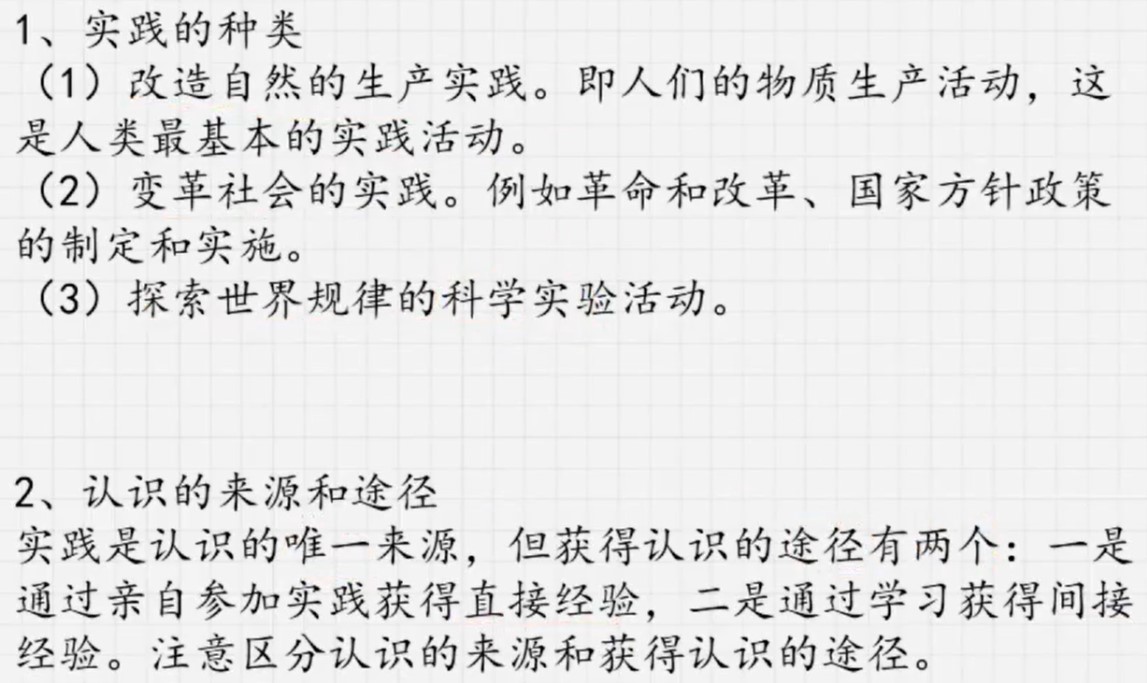 1、实践的种类
（1）改造自然的生产实践。即人们的物质生产活动，这
是人类最基本的实践活动。
（2）变革社会的实践。例如革命和改革、国家方针政策
的制定和实施。
（3）探索世界规律的科学实验活动。
2、认识的来源和途径
实践是认识的唯一来源，但获得认识的途径有两个：一是
通过亲自参加实践获得直接经验，二是通过学习获得间接
经验。注意区分认识的来源和获得认识的途径。